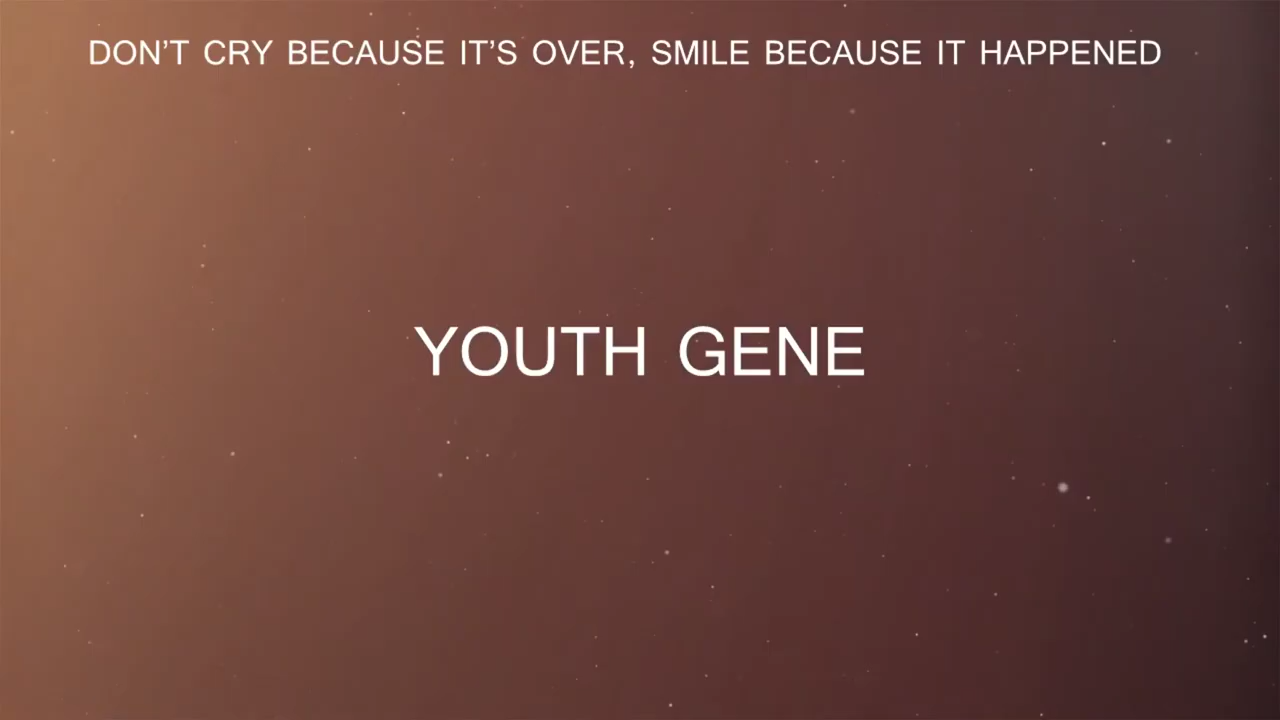 DON’T CRY BECAUSE IT’S OVER, SMILE BECAUSE IT HAPPENED
YOUTH GENE